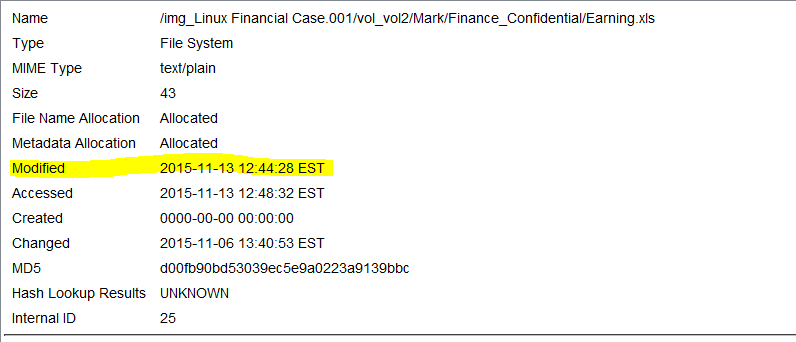 Name /img_Linux Financial Case.001/vol_vol2/Mark/Finance_Confidential/Earning.xls
Type File System
MIME Type text/plain
Size 43
File Name Allocation Allocated
Metadata Allocation Allocated
Modified 2015-11-13 12:44:28 EST
Accessed 2015-11-13 12:48:32 EST
Created 0000-00-00 00:00:00
Changed 2015-11-06 13:40:53 EST
MD5 d00fb90bd53039ec5e9a0223a9139bbc
Hash Lookup Results UNKNOWN
Internal ID 25